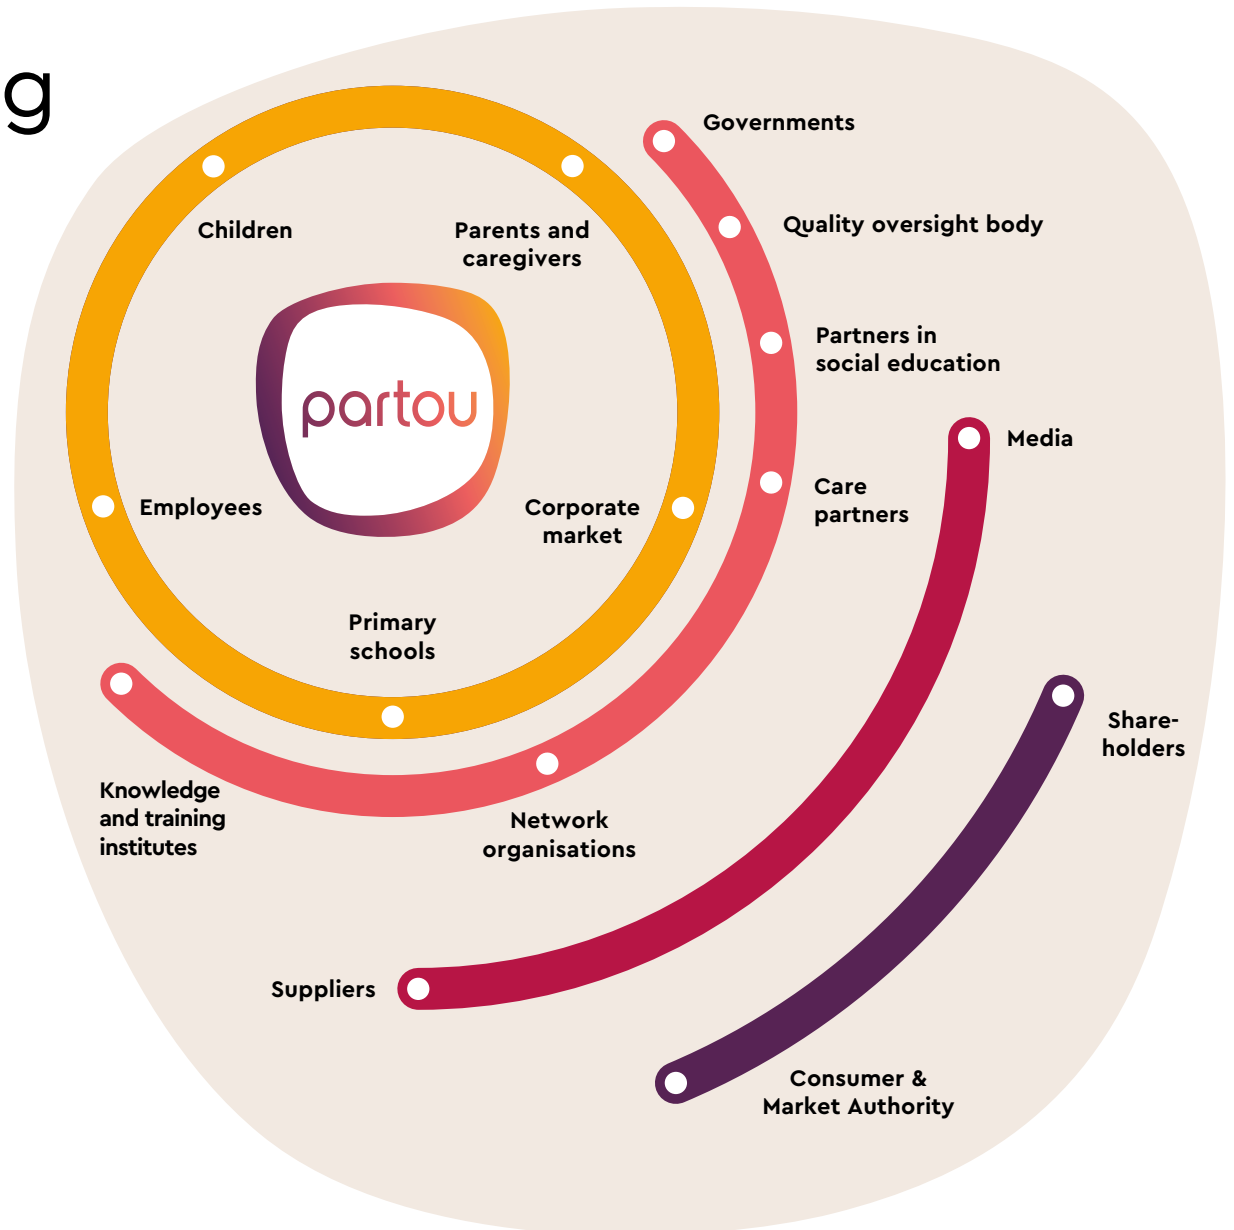 g
Governments
Children
Parents and
caregivers
Quality oversight body
Partners in
social education
partou
Media
Employees
Corporate
market
Care
partners
Primary
schools
Share-
holders
Knowledge
and training
institutes
Network
organisations
Suppliers
Consumer &
Market Authority